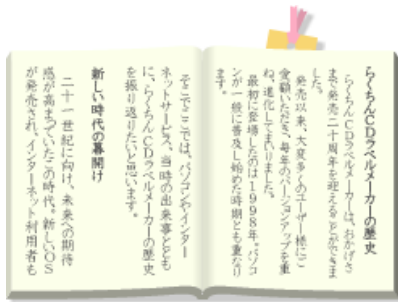 らくちんCDラベルメーカーの歴史
らくちんCDラベルメーカーは、おかげさ
まで発売二十周年を迎えることができま
した。
発売以来、大変多くのユーザー様にご
愛顧いただき、毎年のバージョンアップを重
ね、進化してまいりました。
最初に登場したのは1998年。パソコ
ンが一般に普及し始めた時期とも重なり
ます。
そこでここでは、パソコンやインター
ネットサービス、当時の出来事ととも
に、らくちんCDラベルメーカーの歴史
を振り返りたいと思います。
新しい時代の幕開け
二十一世紀に向け、未来への期待
感が高まっていたこの時代。新しいOS
が発売され、インターネット利用者も